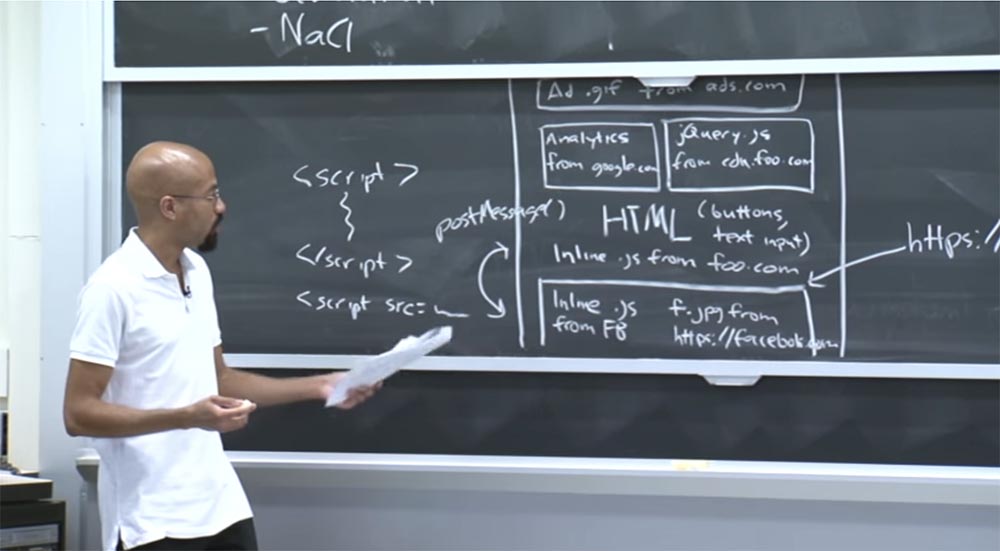 - NaCl
Ad .gif from ads.com
Analytics
from google.com
jQuery.js
from cdn.foo.com
<script>
</script>
<script src=
postMessage()
HTML (buttons,
text input)
Inline .js from foo.com
https://
Inline .js
from FB
f.jpg from
https://facebook.com